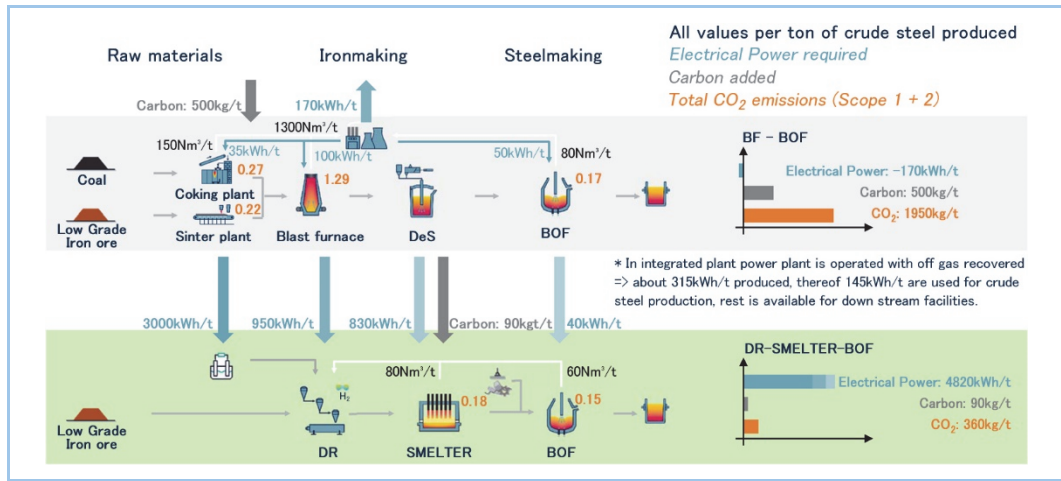 All values per ton of crude steel produced
Raw materials
Ironmaking
Steelmaking
Electrical Power required
Carbon added
Total CO₂ emissions (Scope 1 + 2)
Carbon: 500kg/t
170kWh/t
1300Nm³/t
150Nm³/t
35kWh/t
100kWh/t
50kWh/t
80Nm³/t
BF - BOF
0.27
1.29
0.17
Electrical Power: -170kWh/t
Coal
Coking plant
Carbon: 500kg/t
0.22
CO₂: 1950kg/t
Low Grade
Iron ore
Sinter plant
Blast furnace
DeS
BOF
* In integrated plant power plant is operated with off gas recovered
=> about 315kWh/t produced, thereof 145kWh/t are used for crude
steel production, rest is available for down stream facilities.
3000kWh/t
950kWh/t
830kWh/t
Carbon: 90kgt/t
40kWh/t
DR-SMELTER-BOF
80Nm³/t
60Nm³/t
H₂
Electrical Power: 4820kWh/t
0.18
0.15
Carbon: 90kg/t
CO₂: 360kg/t
Low Grade
Iron ore
DR
SMELTER
BOF